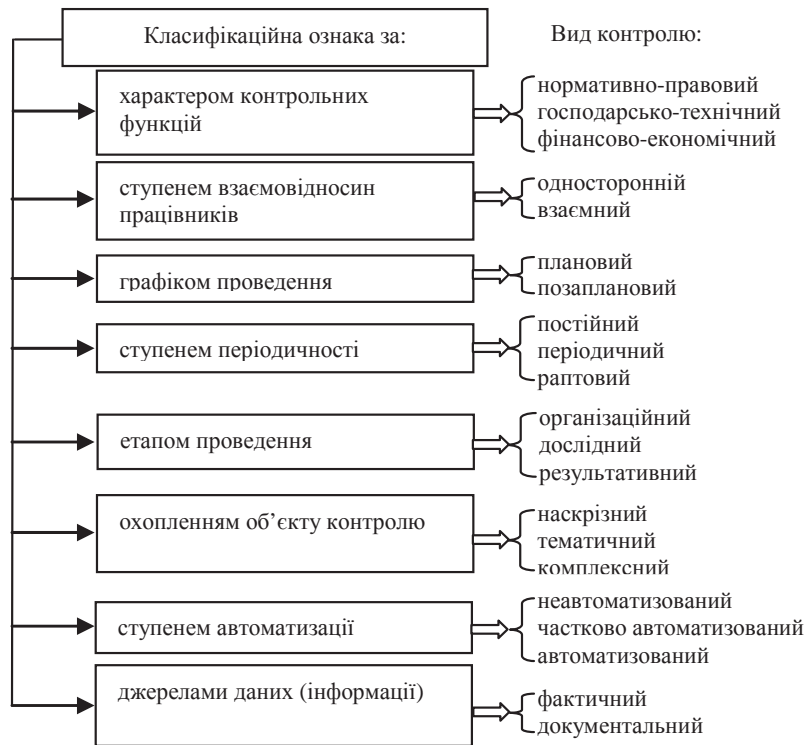 Класифікаційна ознака за:
Вид контролю:
характером контрольних
функцій
нормативно-правовий
господарсько-технічний
фінансово-економічний
ступенем взаємовідносин
працівників
односторонній
взаємний
графіком проведення
плановий
позаплановий
ступенем періодичності
постійний
періодичний
раптовий
етапом проведення
організаційний
дослідний
результативний
охопленням об’єкту контролю
наскрізний
тематичний
комплексний
ступенем автоматизації
неавтоматизований
частково автоматизований
автоматизований
джерелами даних (інформації)
фактичний
документальний